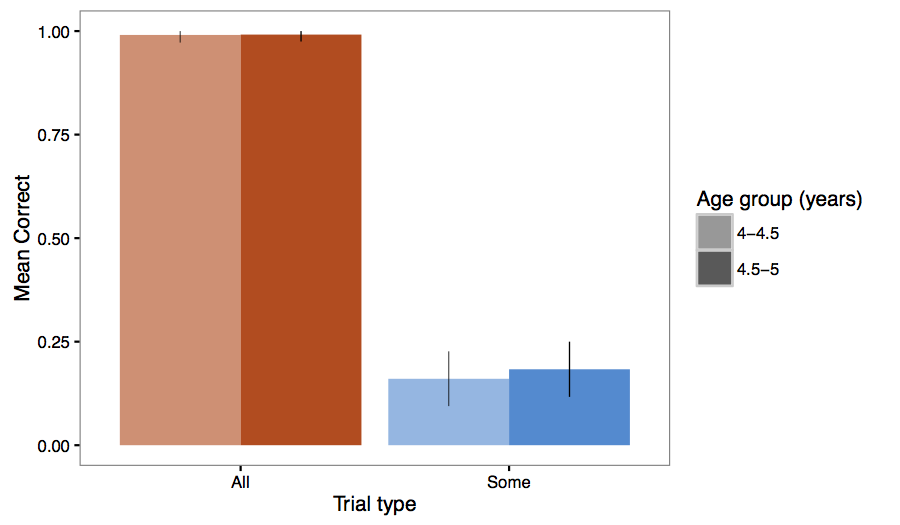 1.00
0.75
0.50
0.25
0.00
Mean Correct
All
Some
Trial type
Age group (years)
4–4.5
4.5–5